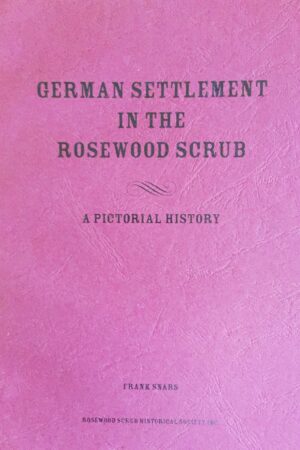 GERMAN SETTLEMENT
IN THE
ROSEWOOD SCRUB
A PICTORIAL HISTORY
FRANK SNARS
ROSEWOOD SCRUB HISTORICAL SOCIETY INC.